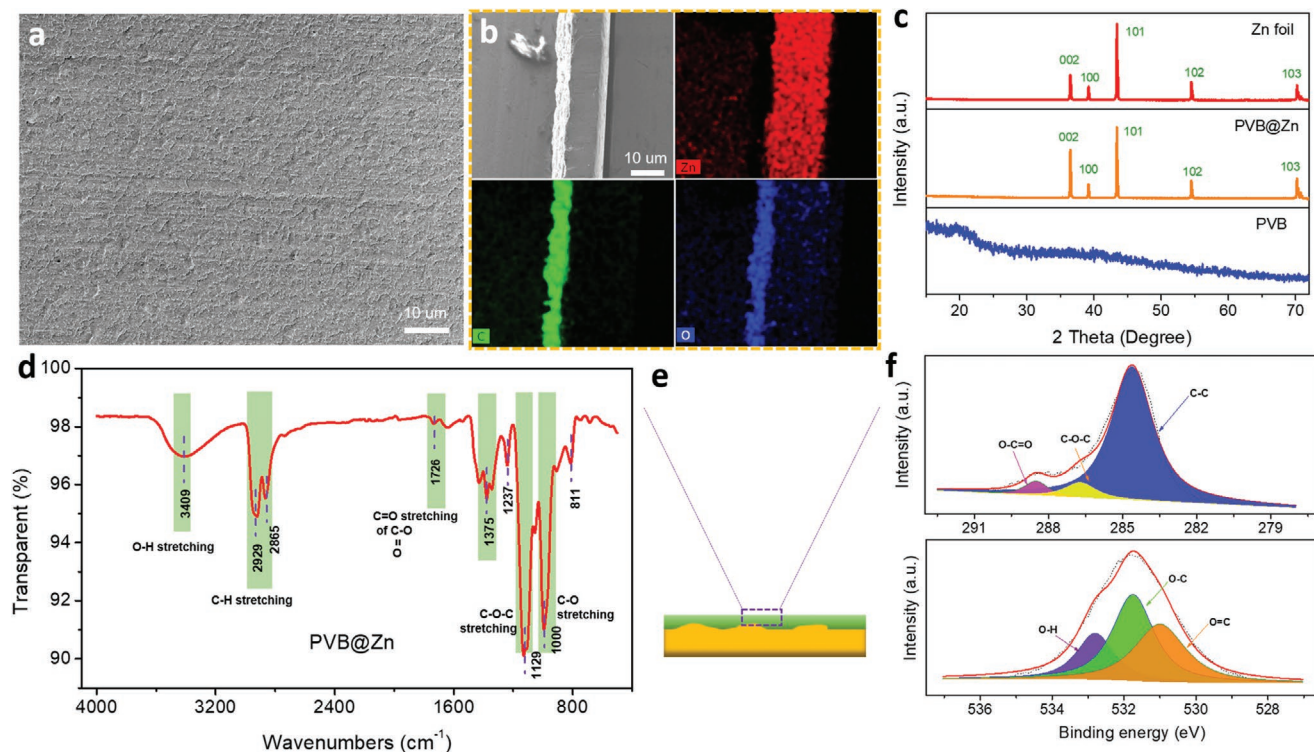 a
10 um
b
10 um
Zn
C
O
c
Intensity (a.u.)
Zn foil
002
100
101
102
103
PVB@Zn
002
100
101
102
103
PVB
20
30
40
50
60
70
2 Theta (Degree)
d
Transparent (%)
100
98
96
94
92
90
3409
O-H stretching
2929
2865
C-H stretching
1726
C=O stretching
of C-O
O
1375
1237
C-O-C
stretching
1129
C-O
stretching
1000
811
PVB@Zn
4000
3200
2400
1600
800
Wavenumbers (cm-1)
e
f
Intensity (a.u.)
C-C
C-O-C
O-C=O
291
288
285
282
279
Intensity (a.u.)
O-C
O-H
O=C
536
534
532
530
528
Binding energy (eV)